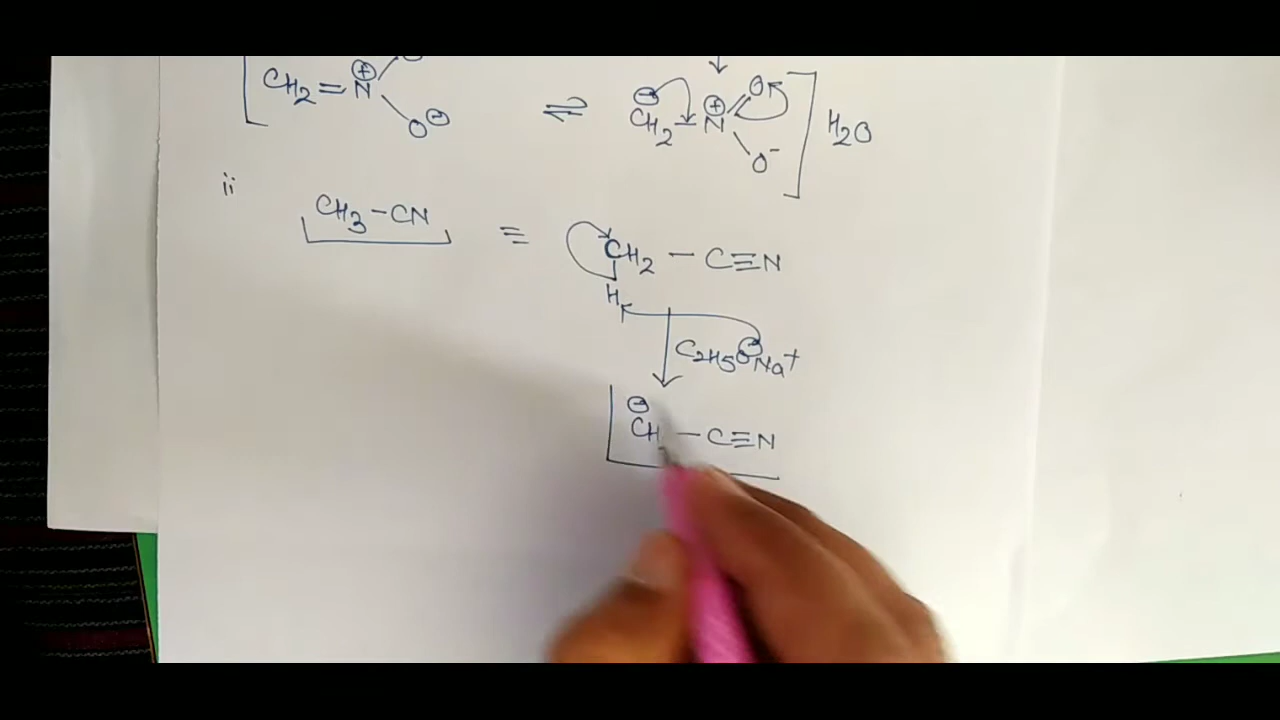 CH₂=N⊕ O⊖ ⇌ ⊖CH₂–N⊕=O O⁻ H₂O
ii CH₃–CN ≡ CH₂–C≡N
H
C₂H₅O⊖Na⁺
⊖CH –C≡N